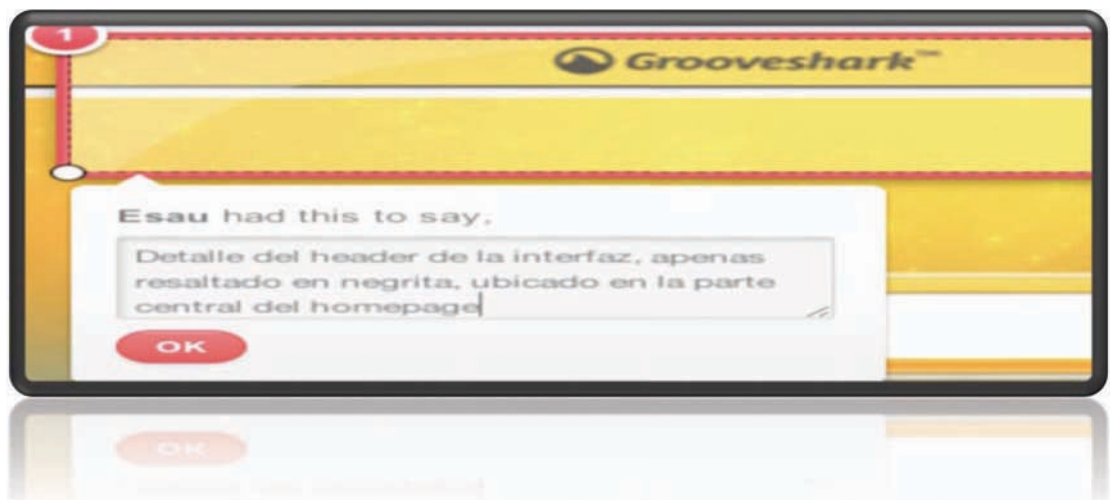 1
Grooveshark™
Esau had this to say.
Detalle del header de la interfaz, apenas
resaltado en negrita, ubicado en la parte
central del homepage
OK
OK